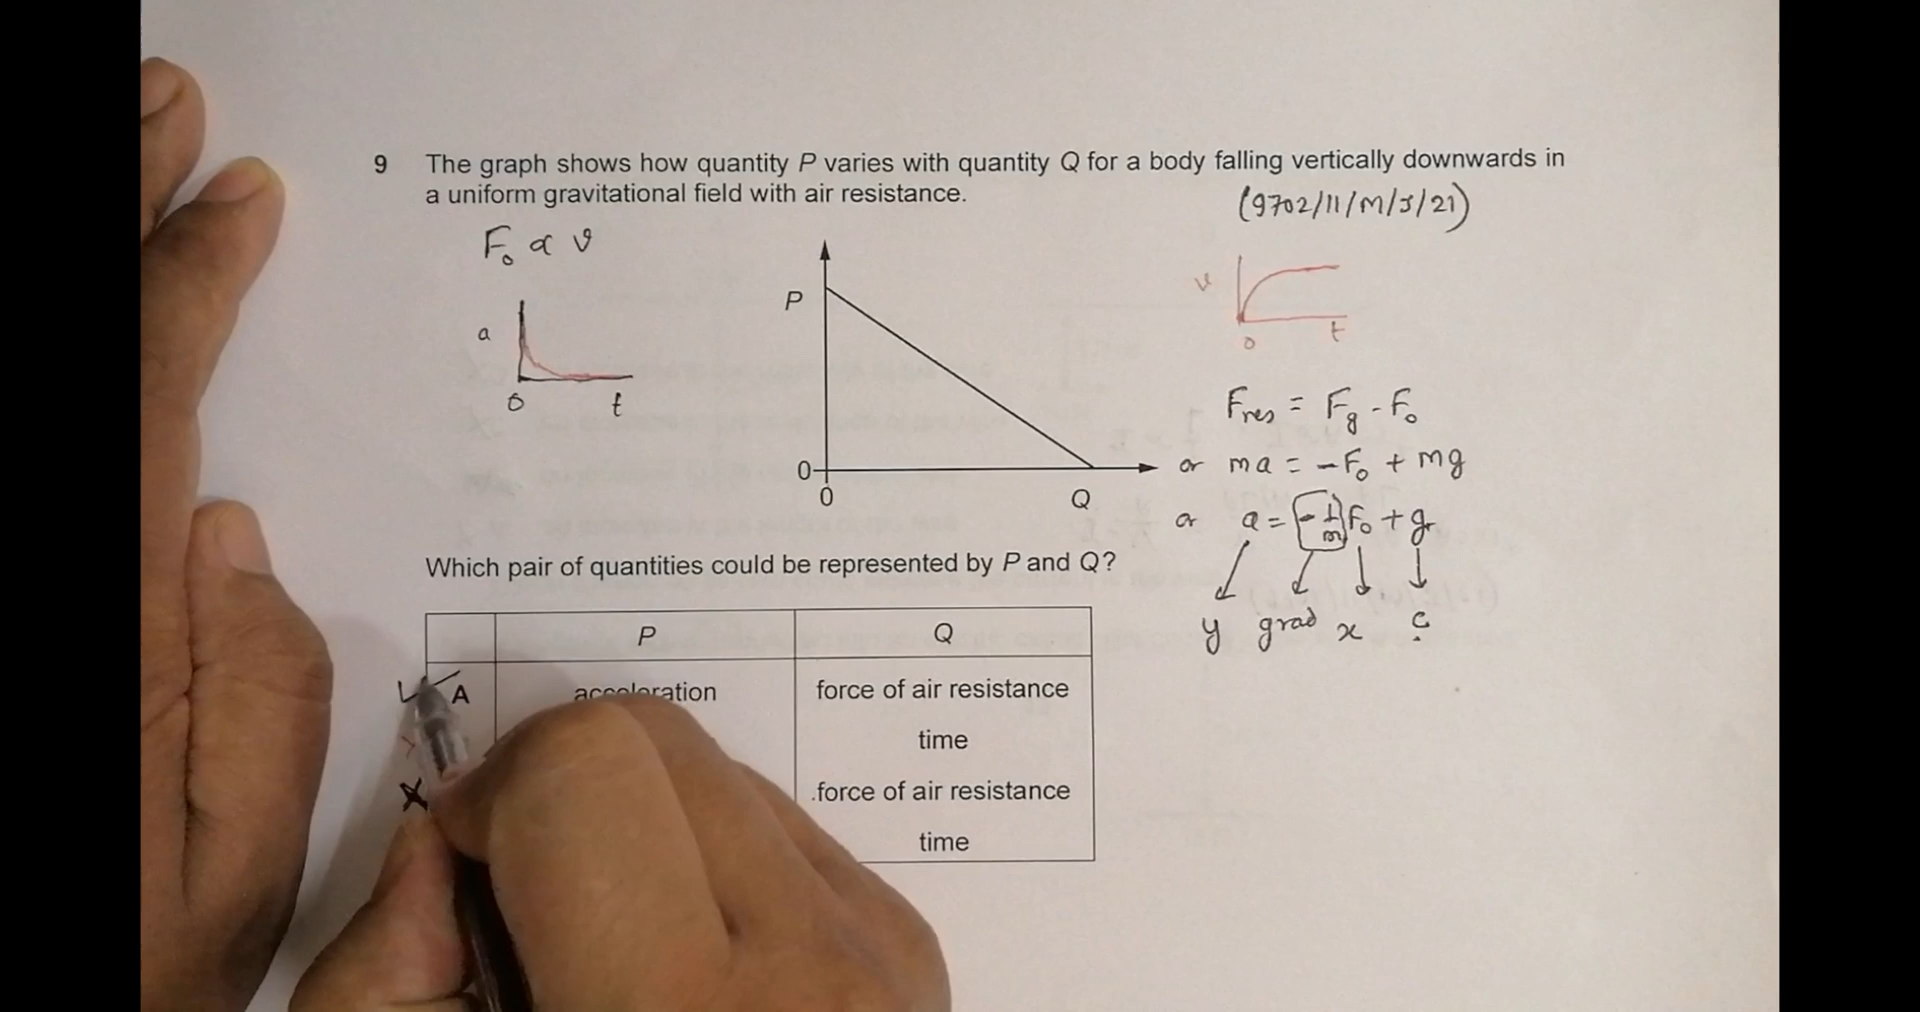 9 The graph shows how quantity P varies with quantity Q for a body falling vertically downwards in
a uniform gravitational field with air resistance.
(9702/11/M/J/21)
F₀ ∝ v
a
0 t
P
0
0 Q
v
0 t
Fres = Fg - F₀
or ma = -F₀ + mg
or a = -1/m F₀ + g
y grad x c
Which pair of quantities could be represented by P and Q?
P Q
A acceleration force of air resistance
time
force of air resistance
time